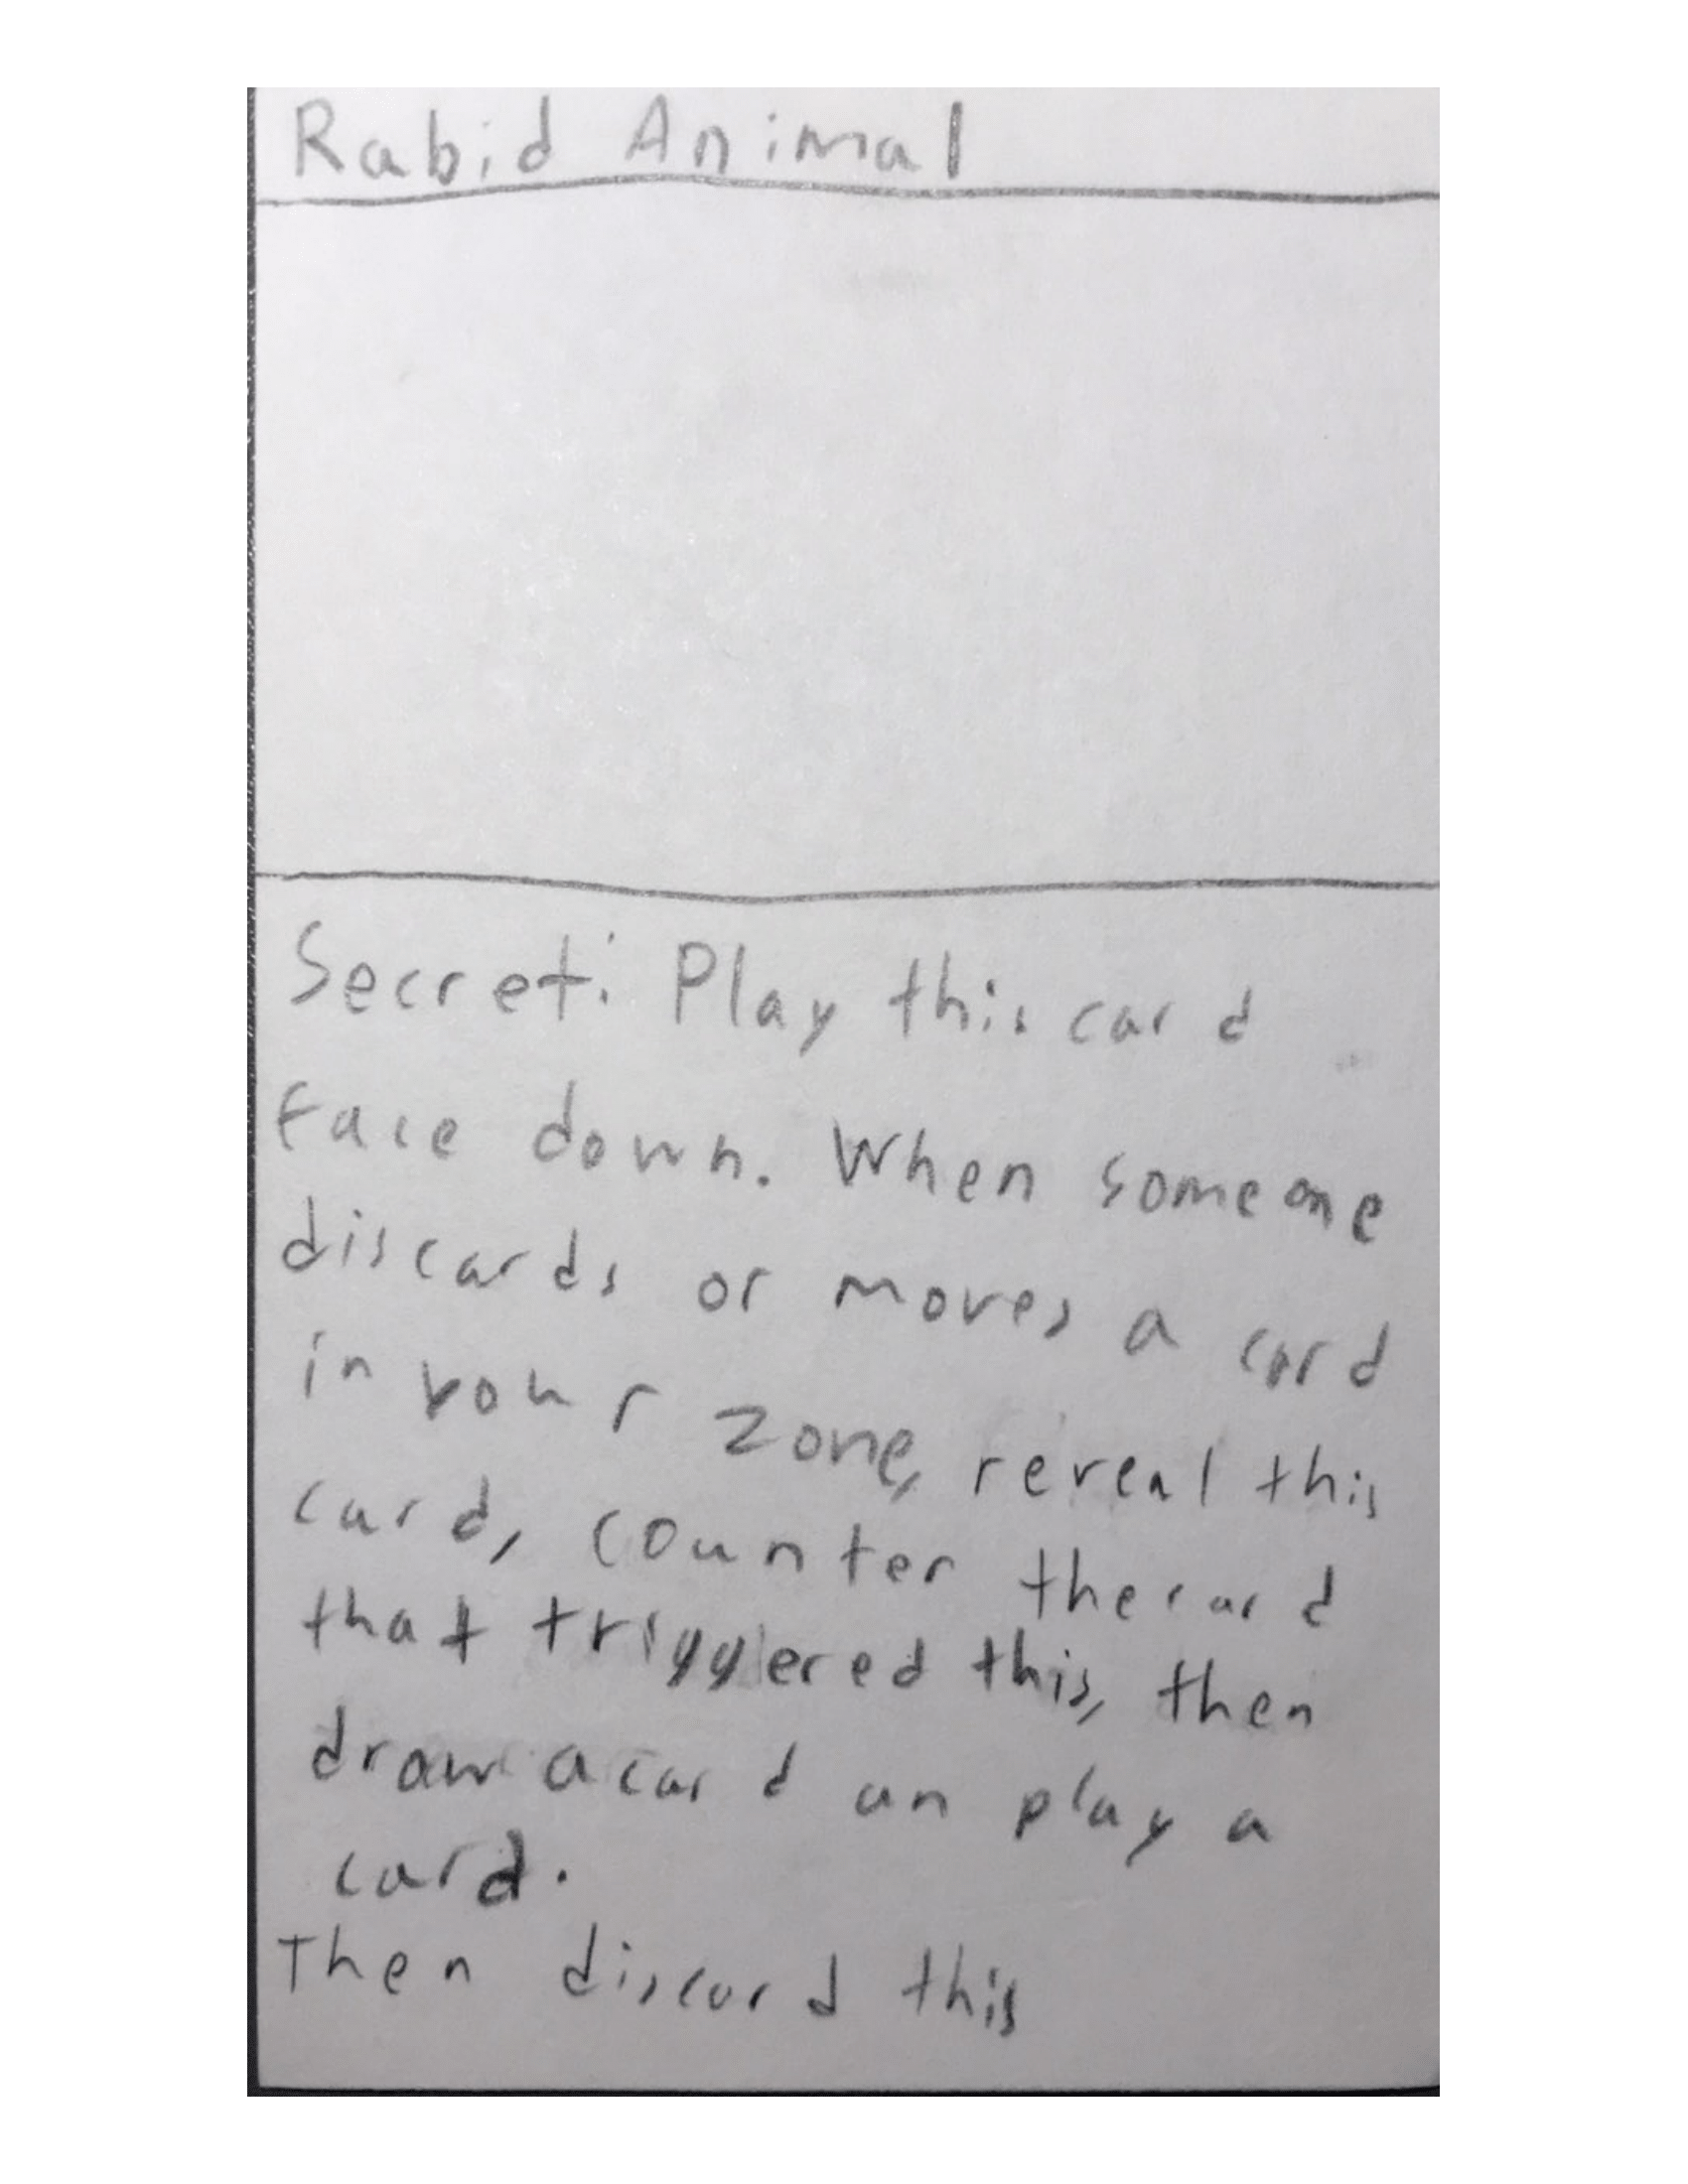 Rabid Animal
Secret: Play this card
Face down. When someone
discards or moves a card
in your zone, reveal this
card, counter the card
that triggered this, then
draw a card an play a
card.
Then discard this